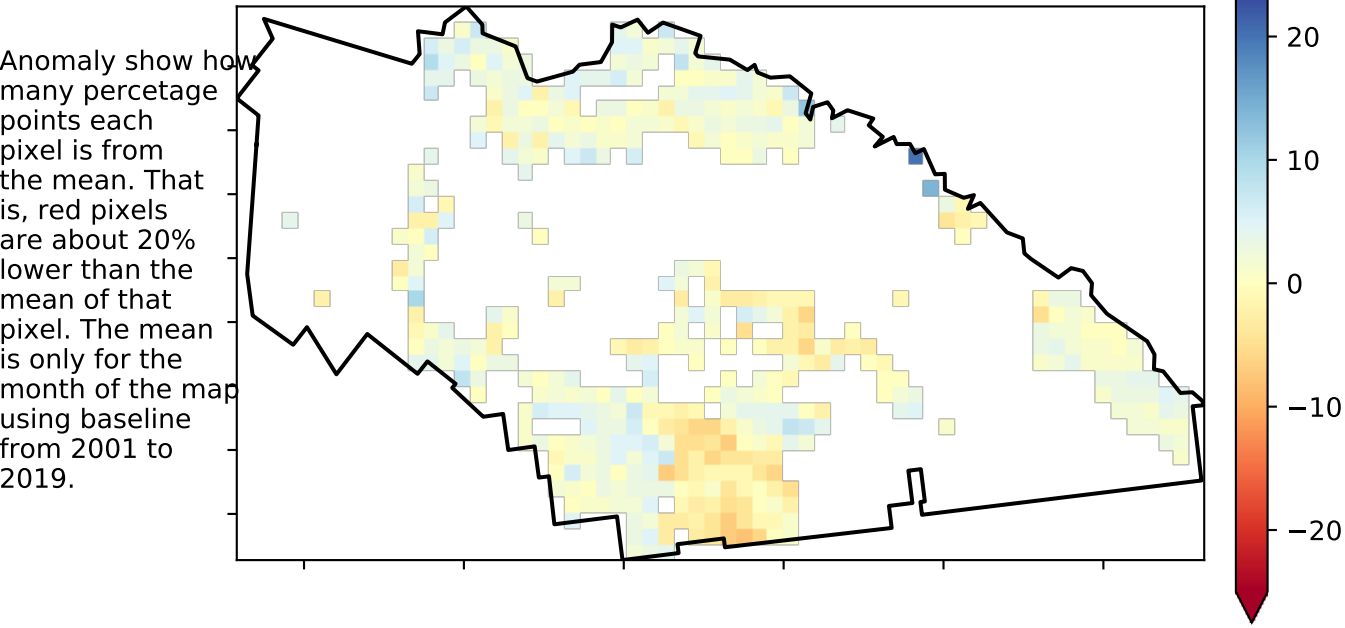 Anomaly show how
many percetage
points each
pixel is from
the mean. That
is, red pixels
are about 20%
lower than the
mean of that
pixel. The mean
is only for the
month of the map
using baseline
from 2001 to
2019.
20
10
0
−10
−20